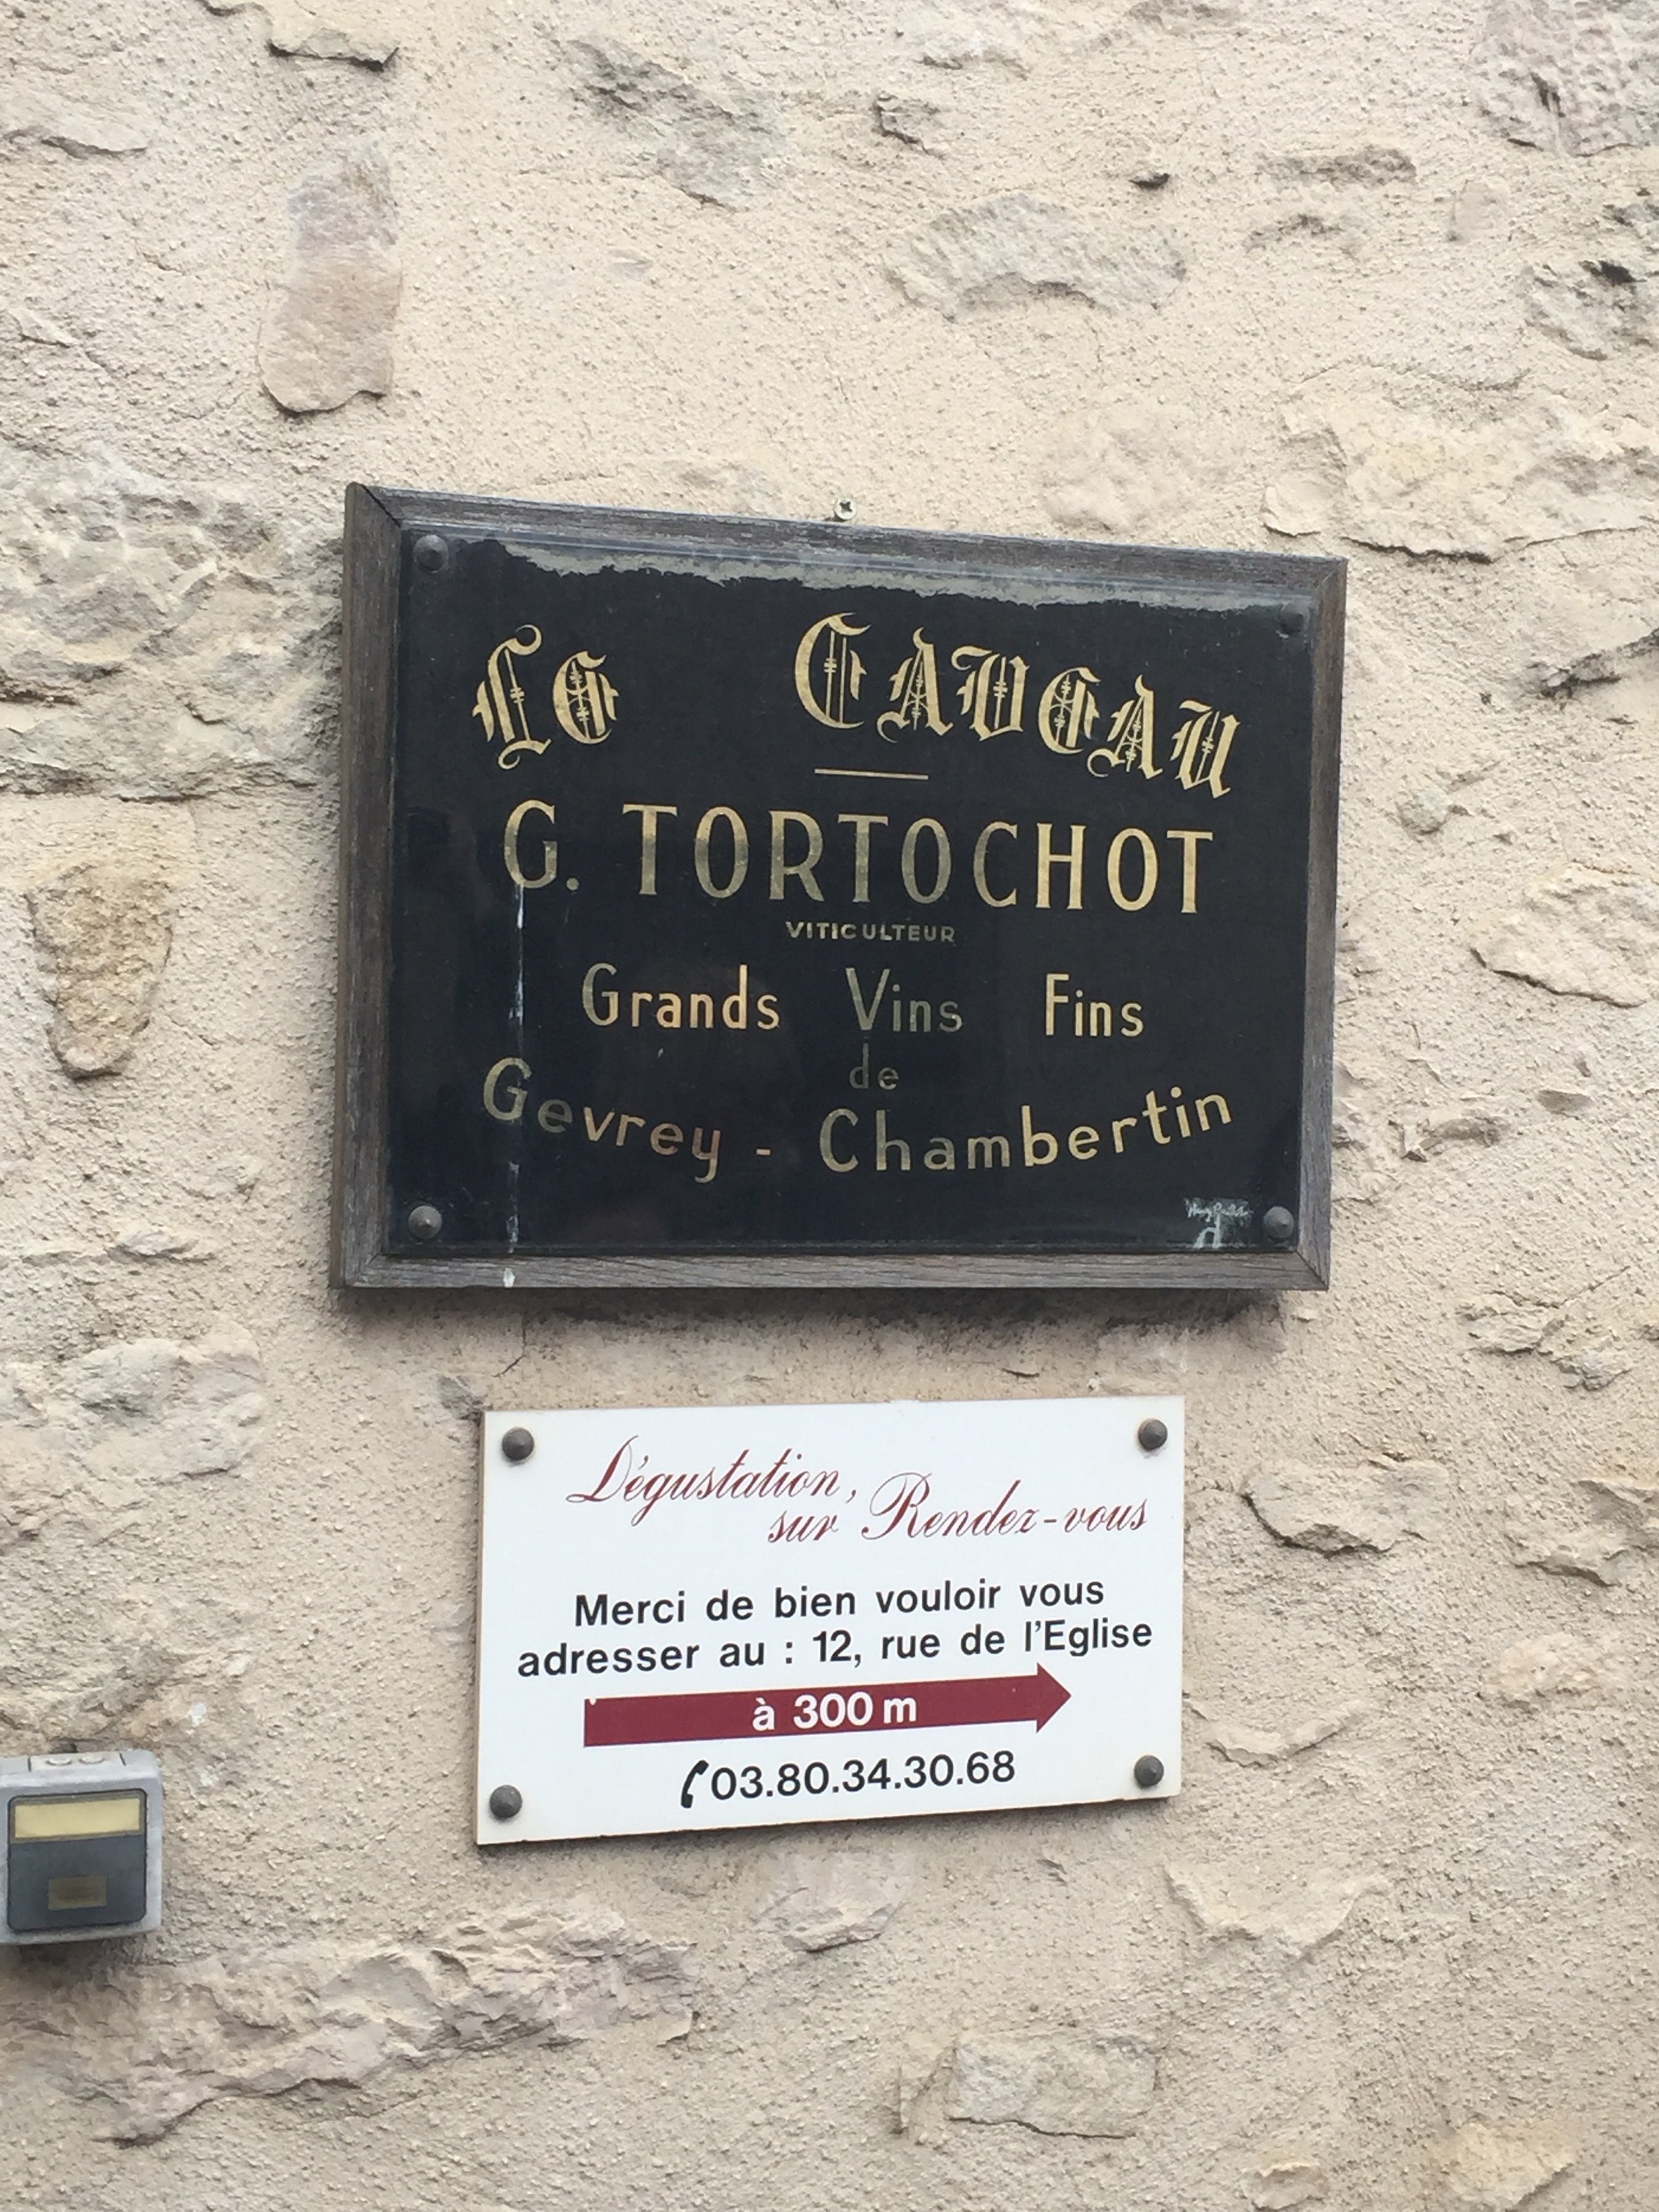 Le CAVEAU
G. TORTOCHOT
VITICULTEUR
Grands Vins Fins
de
Gevrey - Chambertin
Dégustation,
sur Rendez-vous
Merci de bien vouloir vous
adresser au : 12, rue de l'Eglise
à 300 m
03.80.34.30.68